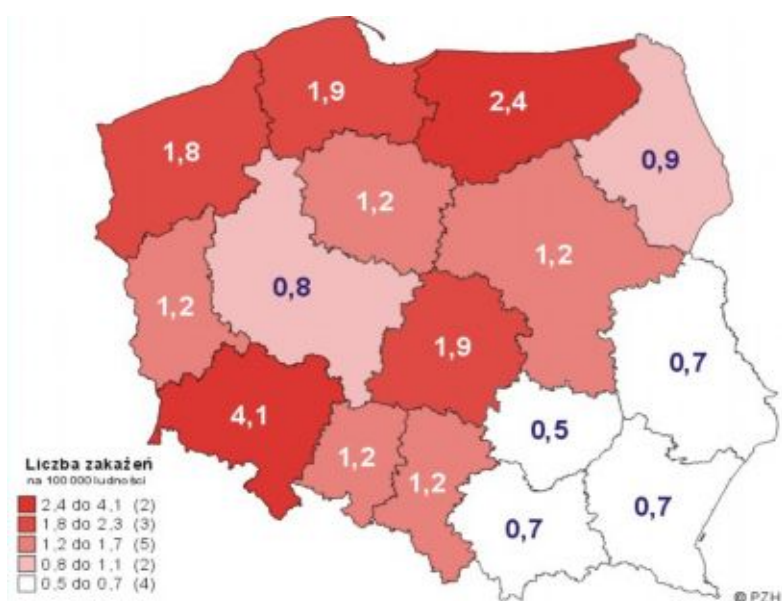 1,9
2,4
1,8
0,9
1,2
1,2
0,8
1,2
1,9
0,7
4,1
0,5
1,2
1,2
0,7
0,7
Liczba zakażeń
na 100 000 ludności
2,4 do 4,1 (2)
1,8 do 2,3 (3)
1,2 do 1,7 (5)
0,8 do 1,1 (2)
0,5 do 0,7 (4)
© PZH